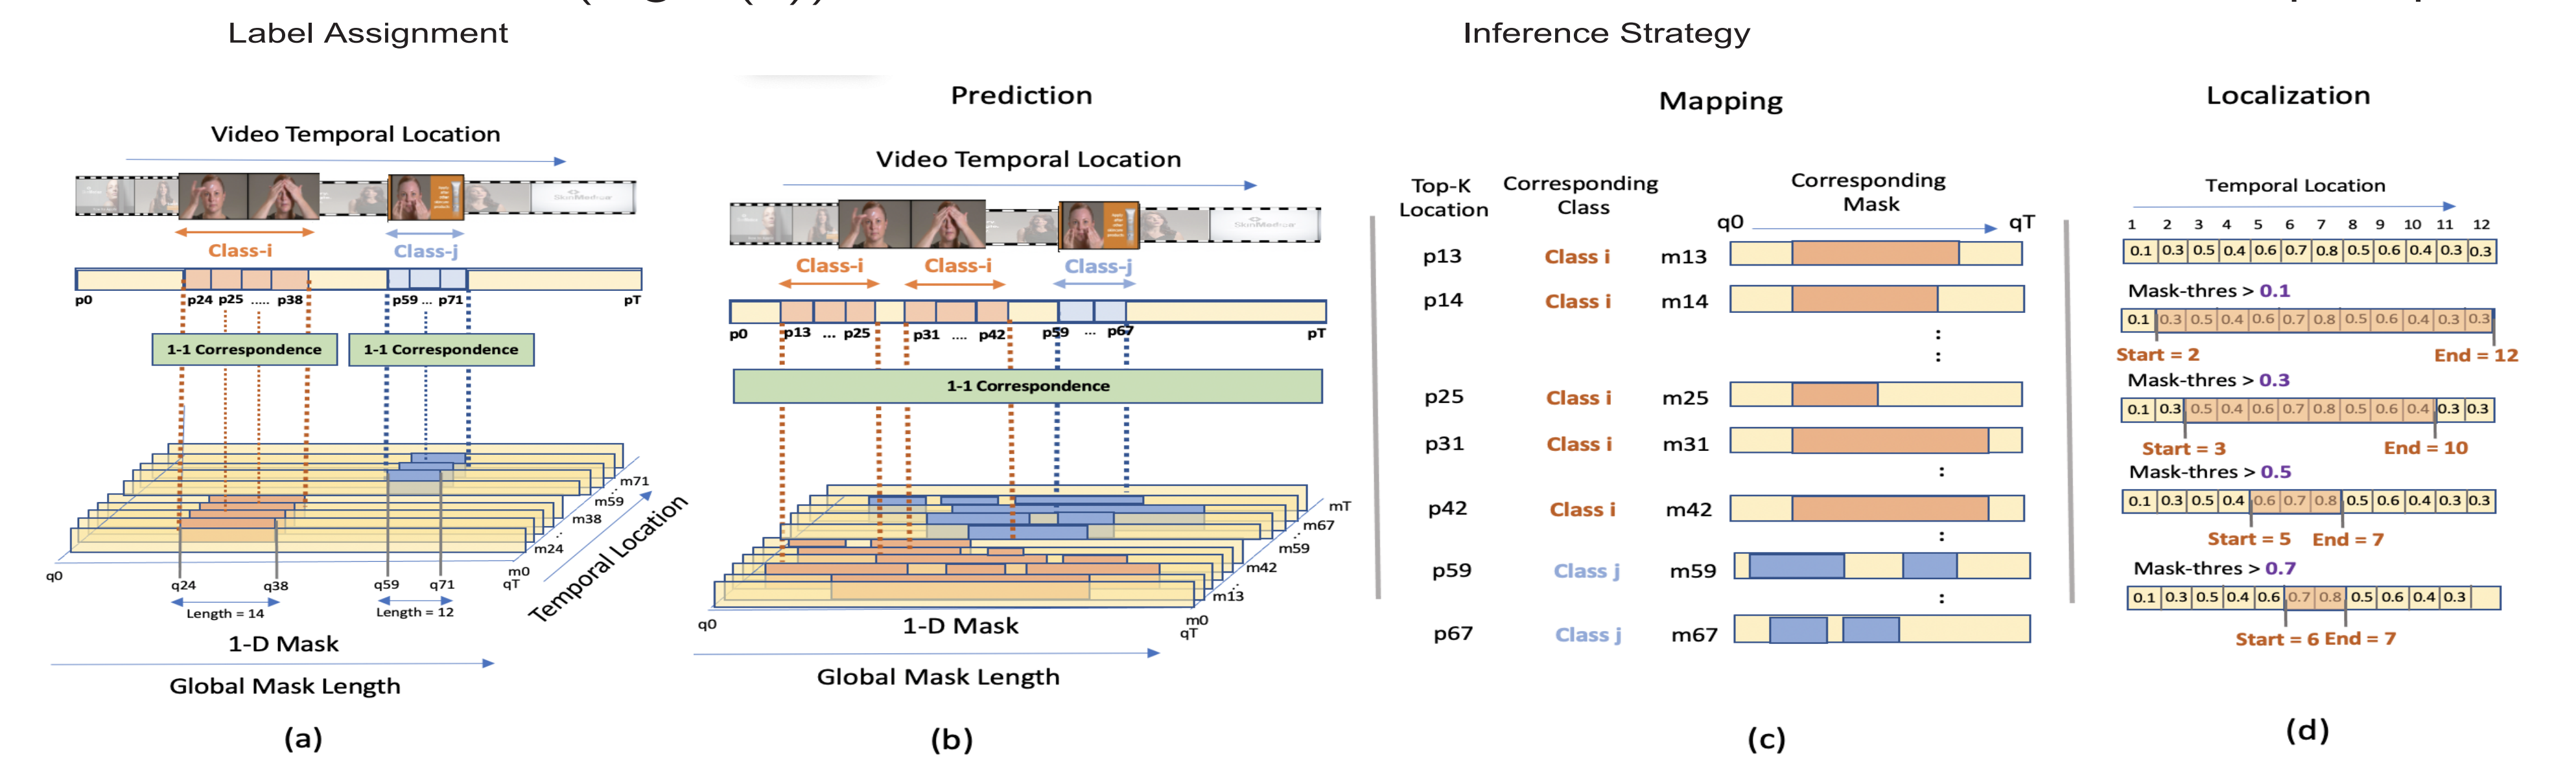 Label Assignment
Inference Strategy
Video Temporal Location
Class-i
Class-j
p0
p24 p25 ..... p38
p59 ... p71
pT
1-1 Correspondence
1-1 Correspondence
m71
m59
m38
m24
m0
q0
q24
q38
q59
q71
qT
Length = 14
Length = 12
Temporal Location
1-D Mask
Global Mask Length
(a)
Prediction
Video Temporal Location
SkinMedica
Class-i
Class-i
Class-j
p0
p13 ... p25
p31 .... p42
p59 ... p67
pT
1-1 Correspondence
mT
m67
m59
m42
m13
m0
q0
qT
1-D Mask
Global Mask Length
(b)
Mapping
Top-K Location
Corresponding Class
Corresponding Mask
q0
qT
p13 Class i m13
p14 Class i m14
p25 Class i m25
p31 Class i m31
p42 Class i m42
p59 Class j m59
p67 Class j m67
(c)
Localization
Temporal Location
1 2 3 4 5 6 7 8 9 10 11 12
0.1 0.3 0.5 0.4 0.6 0.7 0.8 0.5 0.6 0.4 0.3 0.3
Mask-thres > 0.1
0.1 0.3 0.5 0.4 0.6 0.7 0.8 0.5 0.6 0.4 0.3 0.3
Start = 2 End = 12
Mask-thres > 0.3
0.1 0.3 0.5 0.4 0.6 0.7 0.8 0.5 0.6 0.4 0.3 0.3
Start = 3 End = 10
Mask-thres > 0.5
0.1 0.3 0.5 0.4 0.6 0.7 0.8 0.5 0.6 0.4 0.3 0.3
Start = 5 End = 7
Mask-thres > 0.7
0.1 0.3 0.5 0.4 0.6 0.7 0.8 0.5 0.6 0.4 0.3
Start = 6 End = 7
(d)